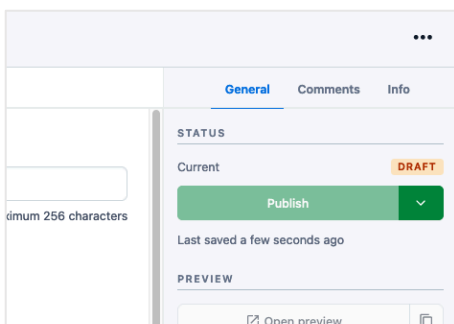 •••
General Comments Info
STATUS
Current DRAFT
Publish
Last saved a few seconds ago
ximum 256 characters
PREVIEW
Open preview